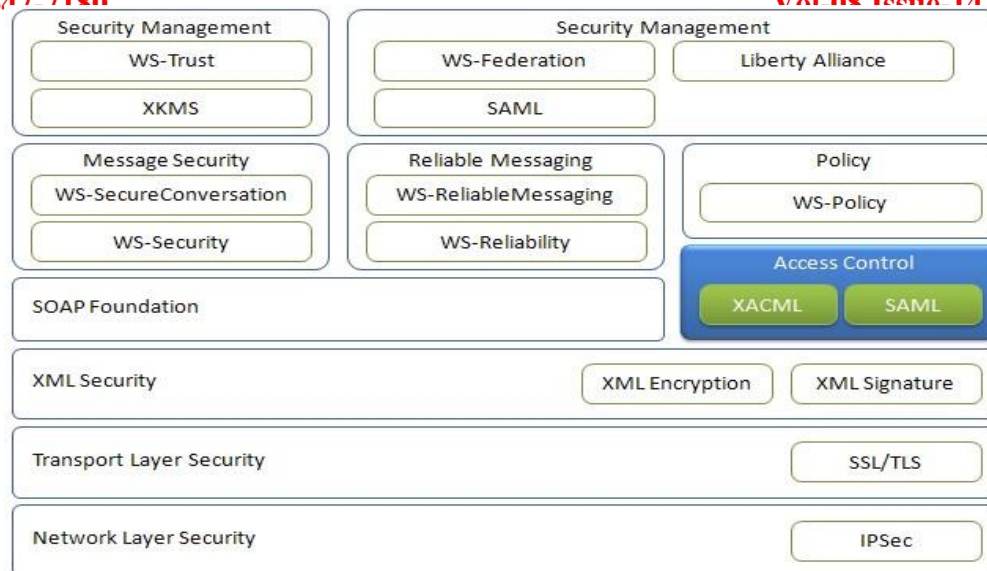 Security Management
WS-Trust
XKMS
Security Management
WS-Federation
Liberty Alliance
SAML
Message Security
WS-SecureConversation
WS-Security
Reliable Messaging
WS-ReliableMessaging
WS-Reliability
Policy
WS-Policy
Access Control
XACML
SAML
SOAP Foundation
XML Security
XML Encryption
XML Signature
Transport Layer Security
SSL/TLS
Network Layer Security
IPSec